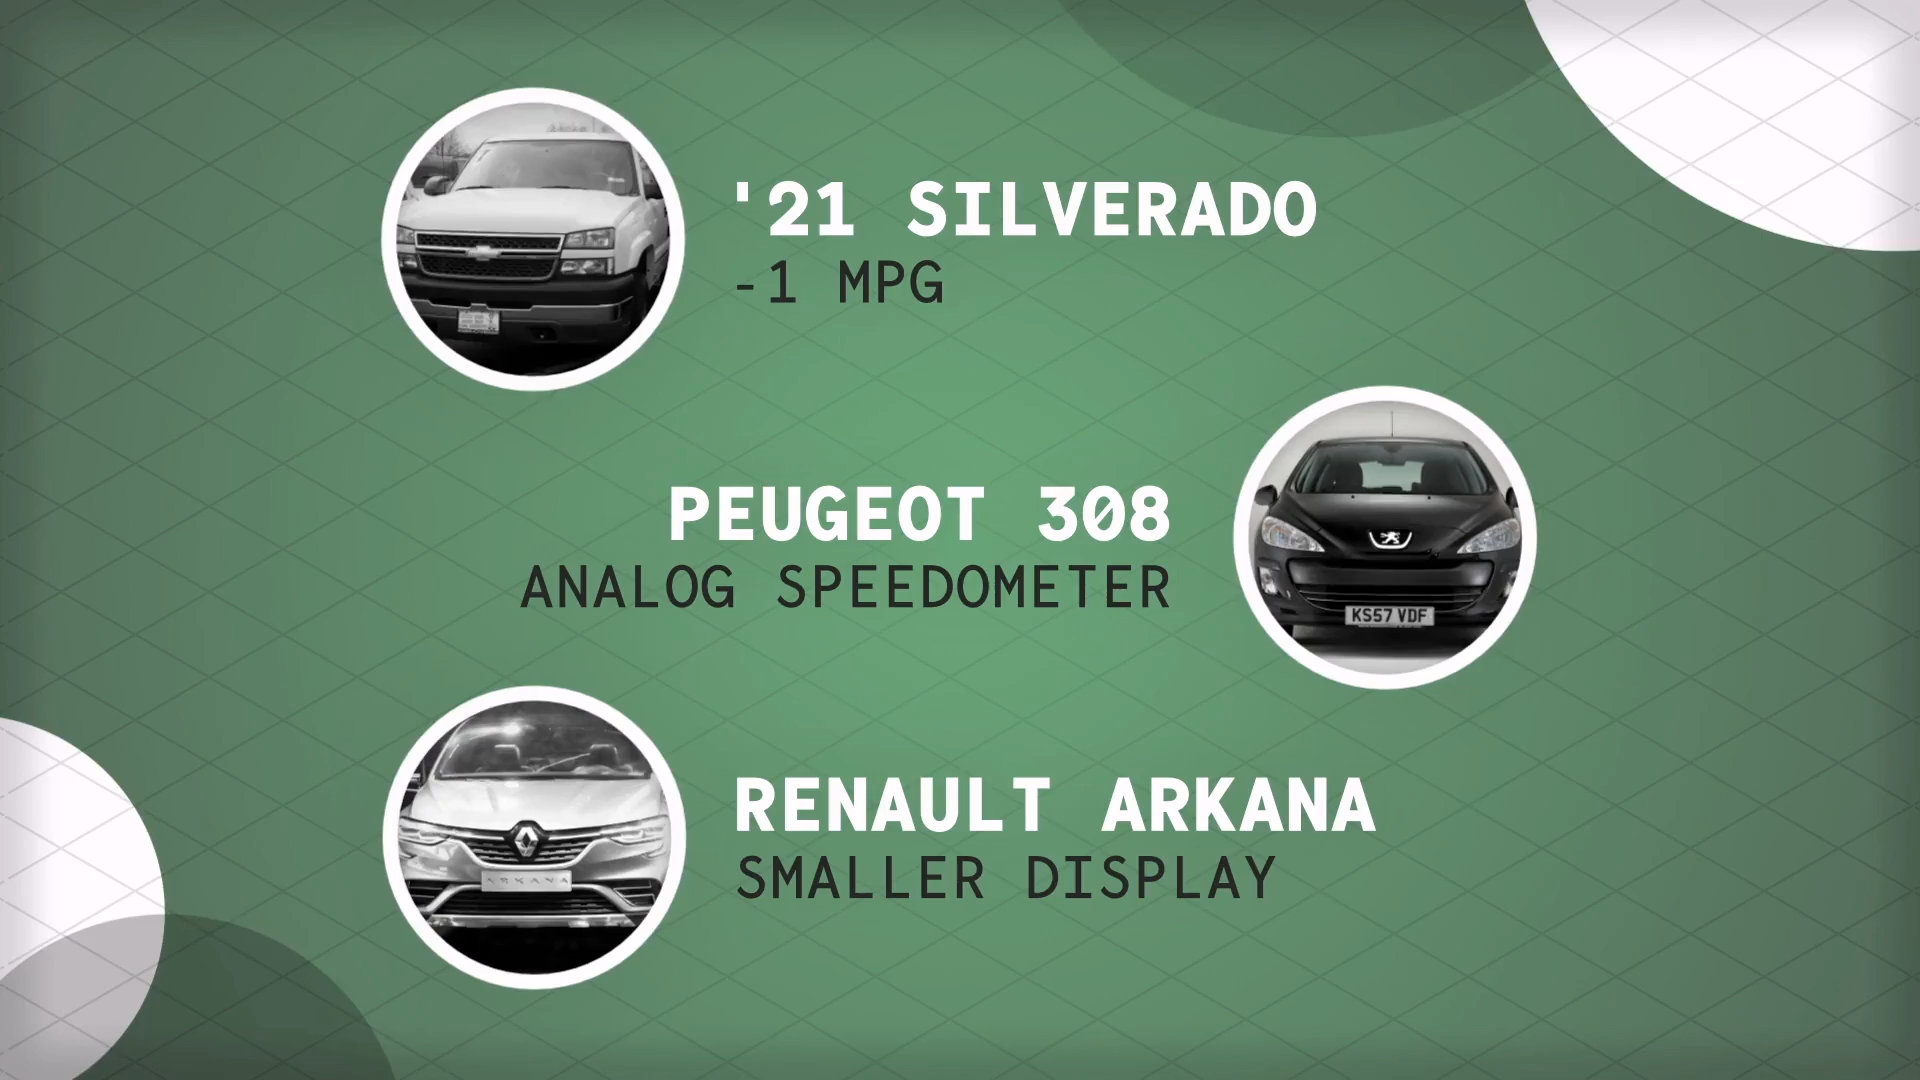 '21 SILVERADO
-1 MPG
PEUGEOT 308
ANALOG SPEEDOMETER
KS57 VDF
RENAULT ARKANA
ARKANA
SMALLER DISPLAY